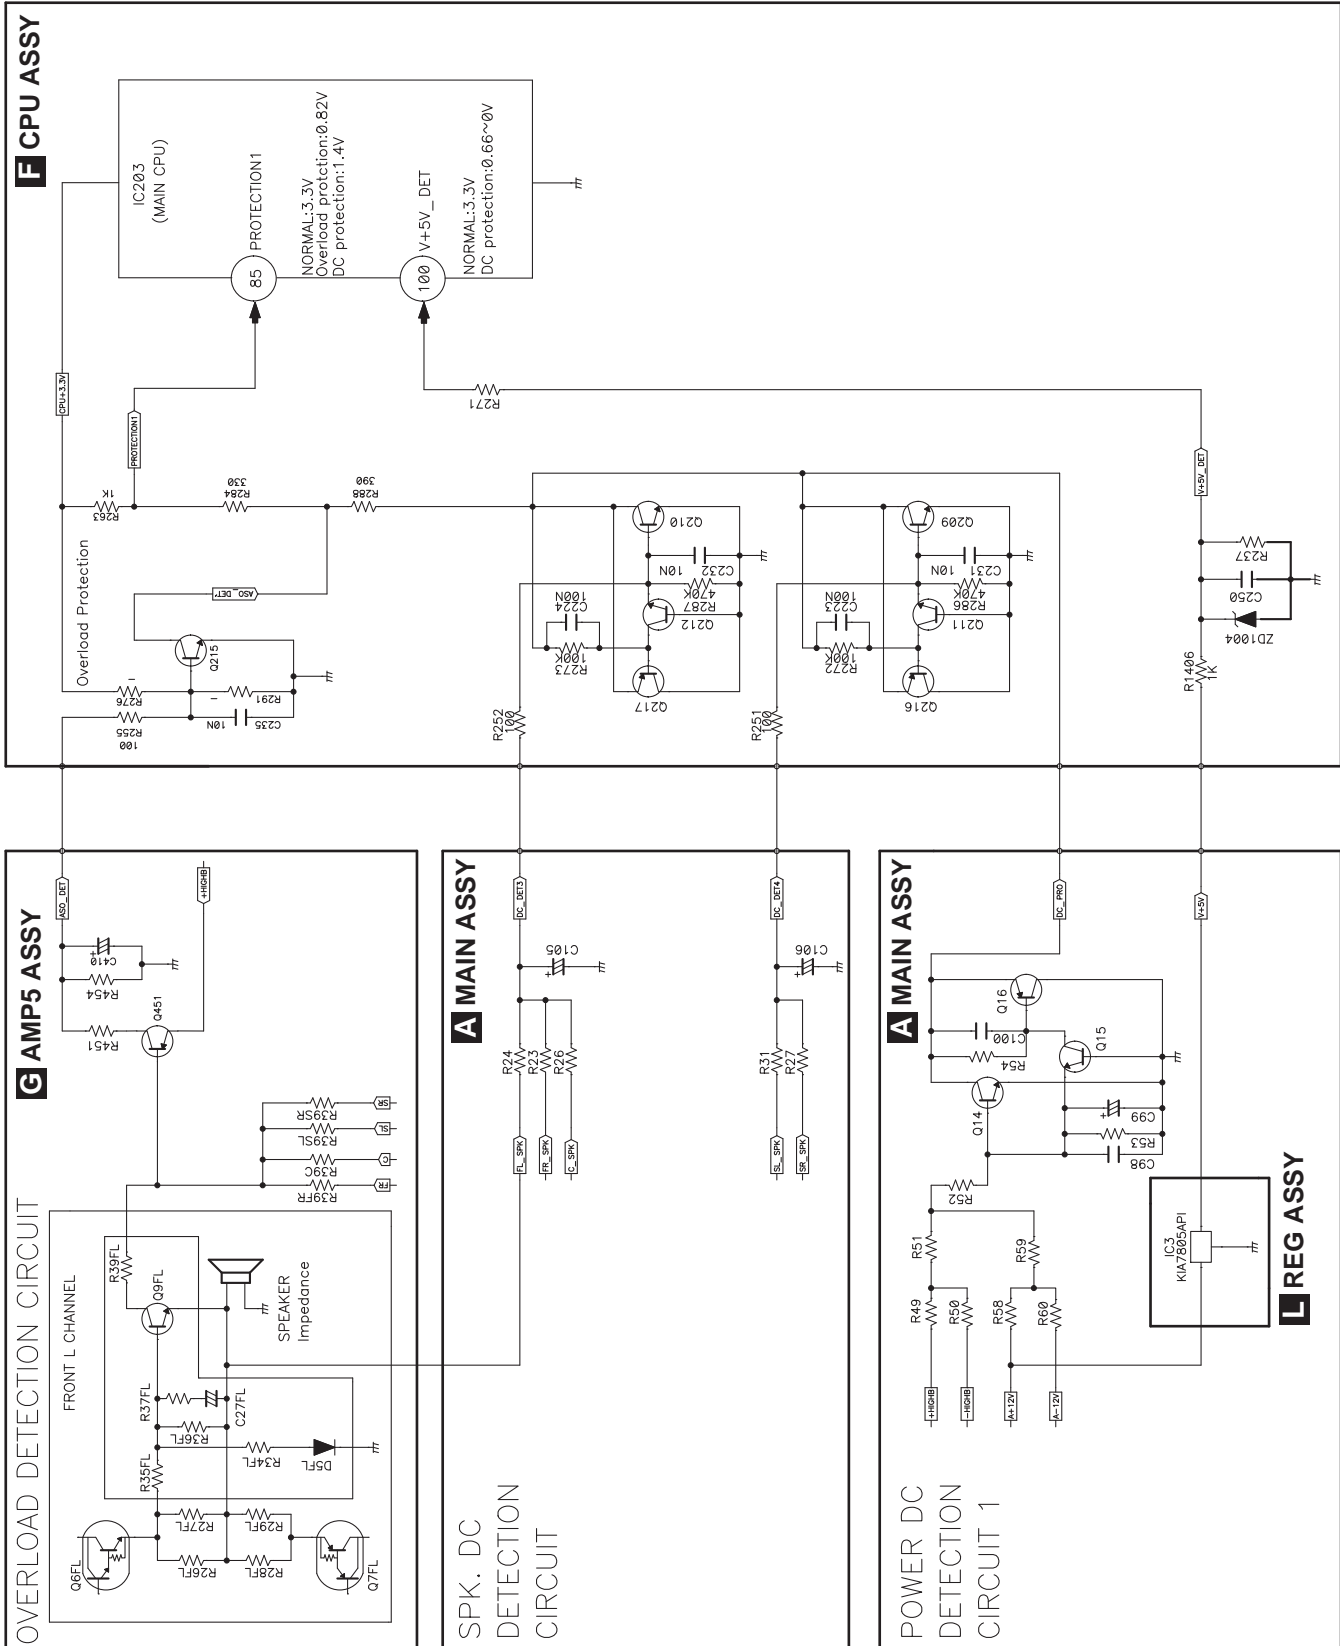 F CPU ASSY
IC203
(MAIN CPU)
85
PROTECTION1
NORMAL:3.3V
Overload protction:0.82V
DC protection:1.4V
100
V+5V_DET
NORMAL:3.3V
DC protection:0.66~0V
CPU+3.3V
PROTECTION1
R263
1K
R284
330
R288
390
R271
Overload Protection
ASO_DET
Q215
R276
-
R255
100
R291
-
C235
10N
Q210
C232
10N
R287
470K
Q212
C224
100N
R273
100K
Q217
R252
100
Q209
C231
10N
R286
470K
Q211
C223
100N
R272
100K
Q216
R251
100
V+5V_DET
R237
C250
ZD1004
R1406
1K
G AMP5 ASSY
ASO_DET
+HIGHB
C410
R454
R451
Q451
R39SR
R39SL
R39C
R39FR
SR
SL
C
FR
OVERLOAD DETECTION CIRCUIT
FRONT L CHANNEL
R39FL
Q9FL
SPEAKER
Impedance
R37FL
C27FL
R36FL
R34FL
D5FL
R35FL
R27FL
R29FL
R26FL
R28FL
Q6FL
Q7FL
A MAIN ASSY
DC_DET3
C105
R24
R23
R26
FL_SPK
FR_SPK
C_SPK
DC_DET4
C106
R31
R27
SL_SPK
SR_SPK
SPK. DC
DETECTION
CIRCUIT
A MAIN ASSY
DC_PRO
V+5V
Q16
C100
R54
Q15
Q14
C99
R53
C98
R52
R51
R59
R49
R50
R58
R60
+HIGHB
-HIGHB
A+12V
A-12V
IC3
KIA7805API
L REG ASSY
POWER DC
DETECTION
CIRCUIT 1